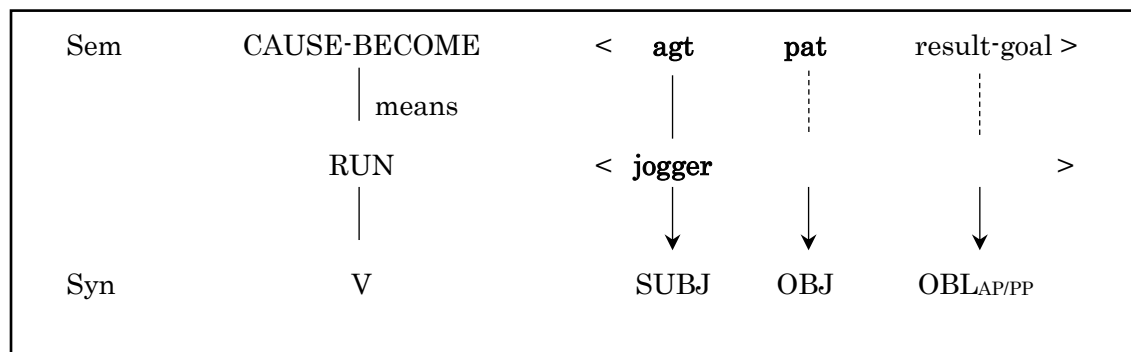 Sem CAUSE-BECOME < agt pat result-goal >
means
RUN < jogger >
Syn V SUBJ OBJ OBLAP/PP